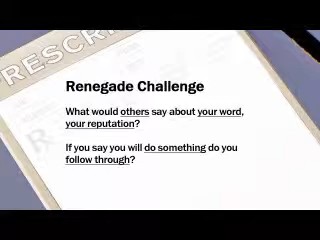 PRESCRI
Renegade Challenge
What would others say about your word,
your reputation?
If you say you will do something do you
follow through?